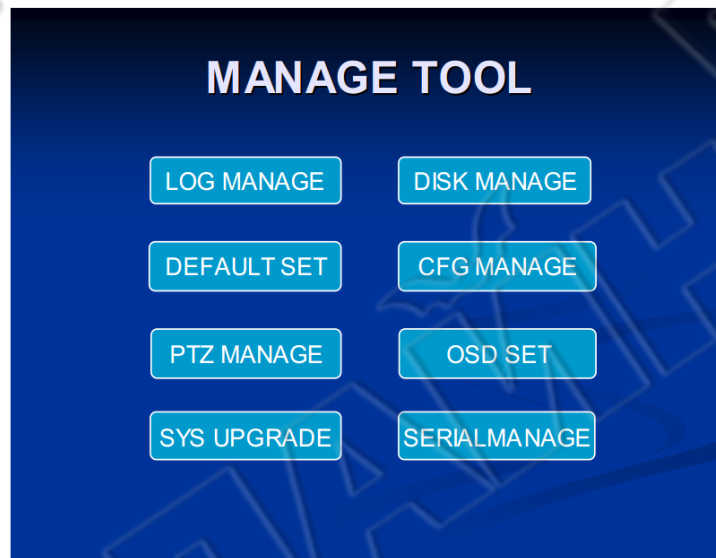 MANAGE TOOL
LOG MANAGE DISK MANAGE
DEFAULT SET CFG MANAGE
PTZ MANAGE OSD SET
SYS UPGRADE SERIALMANAGE